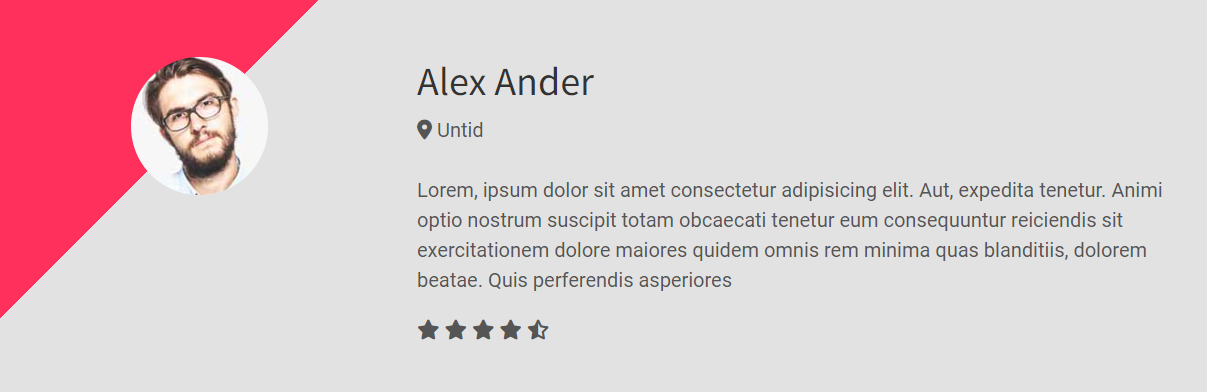 Alex Ander
Untid
Lorem, ipsum dolor sit amet consectetur adipisicing elit. Aut, expedita tenetur. Animi
optio nostrum suscipit totam obcaecati tenetur eum consequuntur reiciendis sit
exercitationem dolore maiores quidem omnis rem minima quas blanditiis, dolorem
beatae. Quis perferendis asperiores